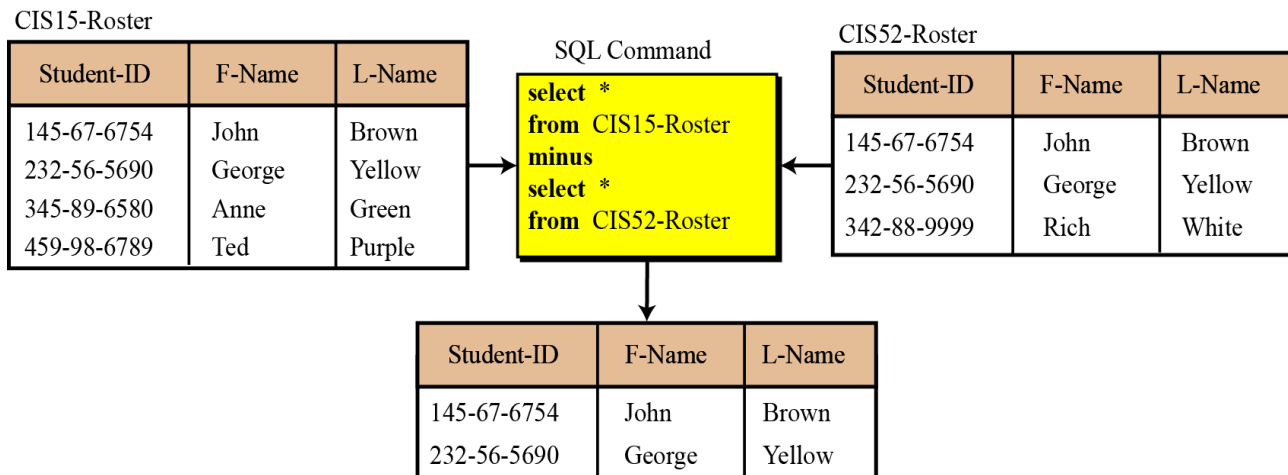 CIS15-Roster
Student-ID F-Name L-Name
145-67-6754 John Brown
232-56-5690 George Yellow
345-89-6580 Anne Green
459-98-6789 Ted Purple
SQL Command
select *
from CIS15-Roster
minus
select *
from CIS52-Roster
CIS52-Roster
Student-ID F-Name L-Name
145-67-6754 John Brown
232-56-5690 George Yellow
342-88-9999 Rich White
Student-ID F-Name L-Name
145-67-6754 John Brown
232-56-5690 George Yellow